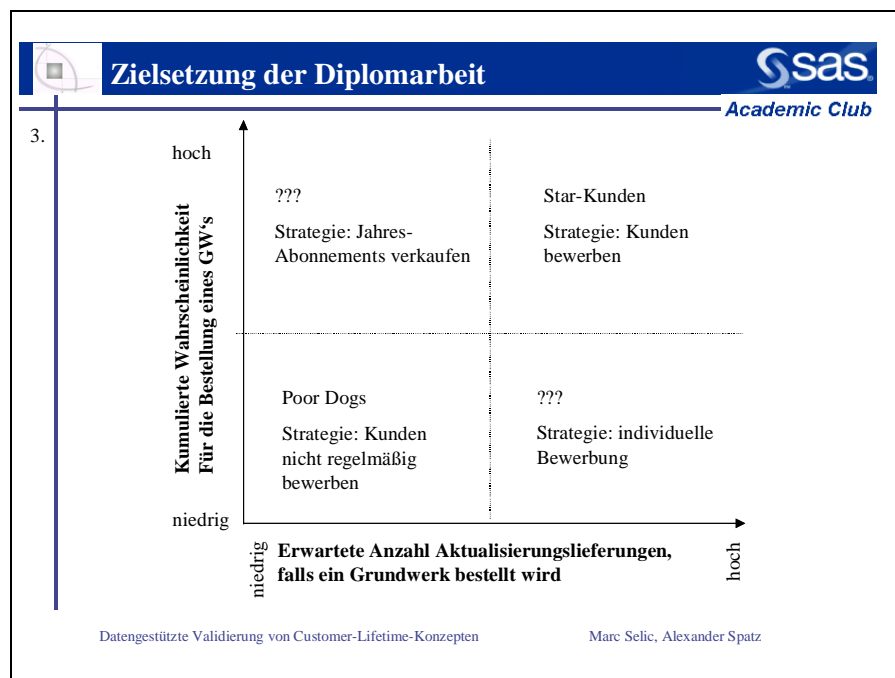 Zielsetzung der Diplomarbeit
sas
Academic Club
3.
hoch
???
Strategie: Jahres-
Abonnements verkaufen
Star-Kunden
Strategie: Kunden
bewerben
Kumulierte Wahrscheinlichkeit
Für die Bestellung eines GW‘s
Poor Dogs
Strategie: Kunden
nicht regelmäßig
bewerben
???
Strategie: individuelle
Bewerbung
niedrig
niedrig
Erwartete Anzahl Aktualisierungslieferungen,
falls ein Grundwerk bestellt wird
hoch
Datengestützte Validierung von Customer-Lifetime-Konzepten
Marc Selic, Alexander Spatz